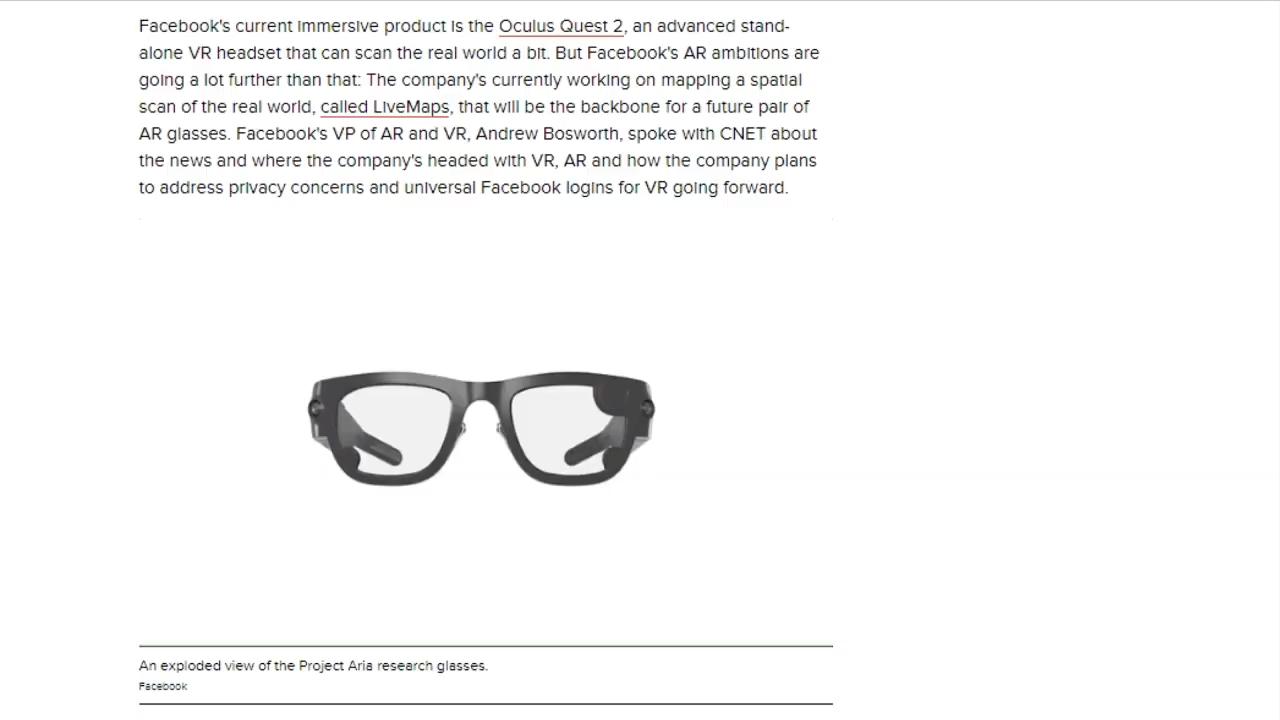 Facebook's current immersive product is the Oculus Quest 2, an advanced stand-
alone VR headset that can scan the real world a bit. But Facebook's AR ambitions are
going a lot further than that: The company's currently working on mapping a spatial
scan of the real world, called LiveMaps, that will be the backbone for a future pair of
AR glasses. Facebook's VP of AR and VR, Andrew Bosworth, spoke with CNET about
the news and where the company's headed with VR, AR and how the company plans
to address privacy concerns and universal Facebook logins for VR going forward.
An exploded view of the Project Aria research glasses.
Facebook